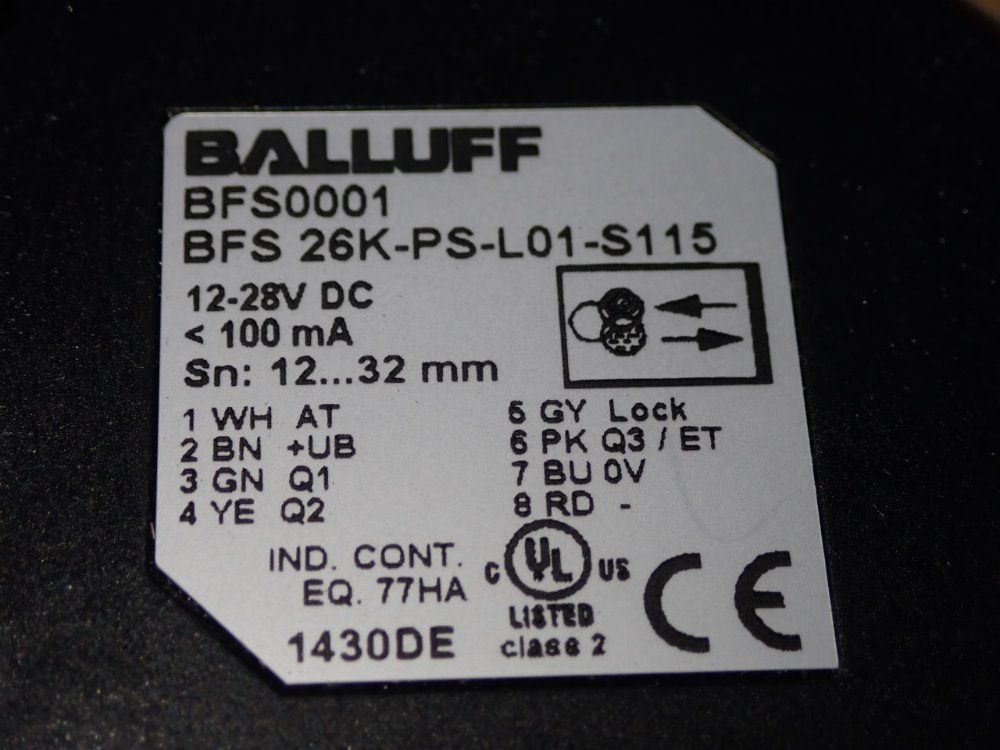 BALLUFF
BFS0001
BFS 26K-PS-L01-S115
12-28V DC
< 100 mA
Sn: 12...32 mm
1 WH AT
2 BN +UB
3 GN Q1
4 YE Q2
5 GY Lock
6 PK Q3 / ET
7 BU 0V
8 RD -
IND. CONT.
EQ. 77HA
1430DE
C UL US
LISTED
class 2
CE